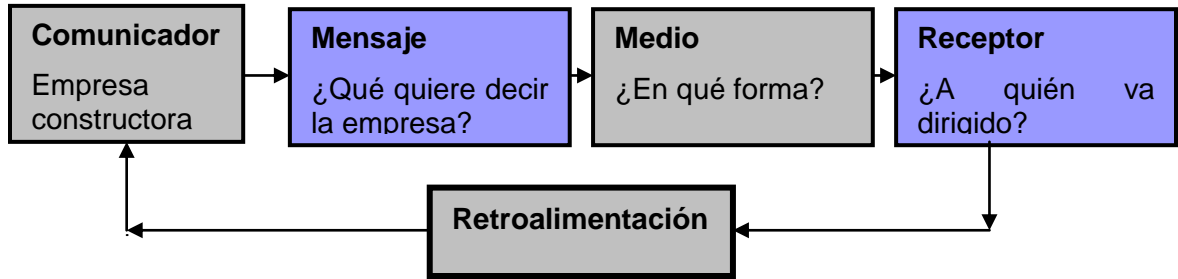 Comunicador
Empresa
constructora
Mensaje
¿Qué quiere decir
la empresa?
Medio
¿En qué forma?
Receptor
¿A quién va
dirigido?
Retroalimentación